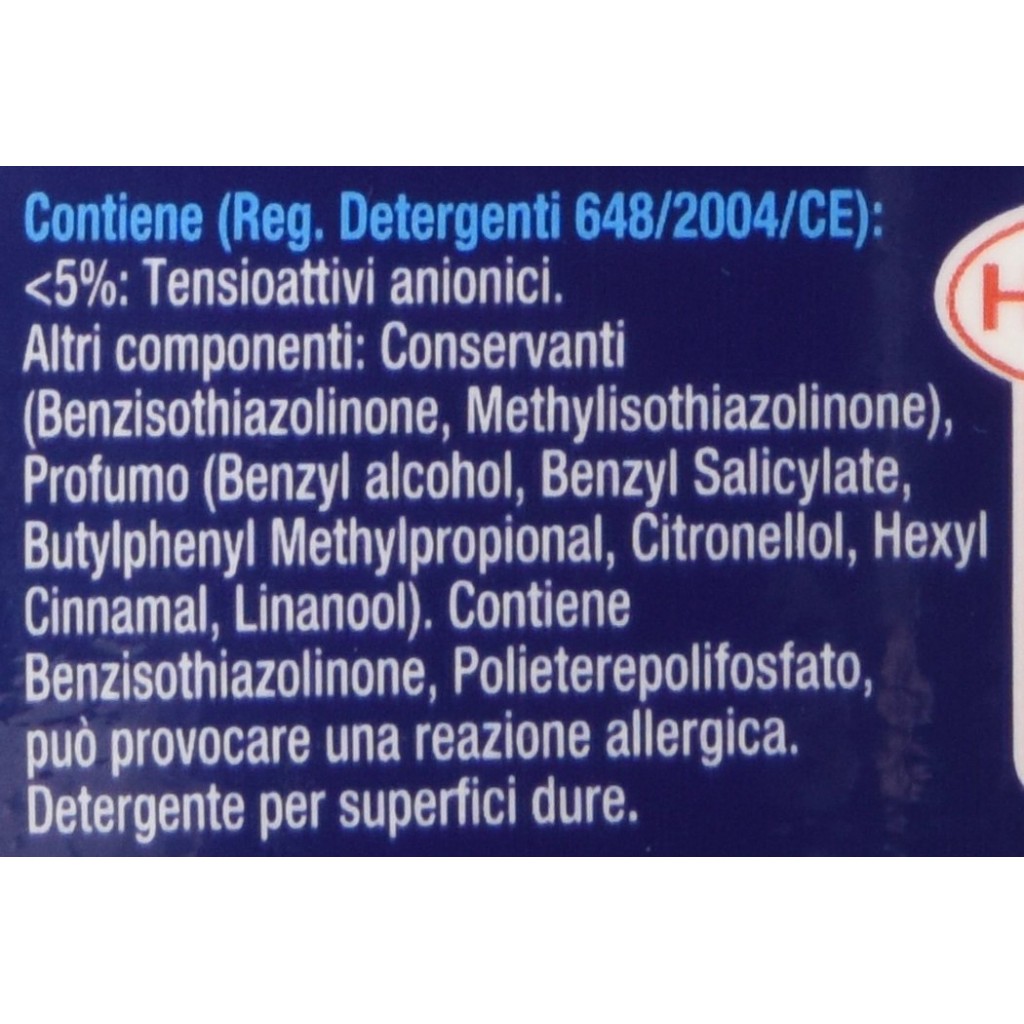 Contiene (Reg. Detergenti 648/2004/CE):
<5%: Tensioattivi anionici.
Altri componenti: Conservanti
(Benzisothiazolinone, Methylisothiazolinone),
Profumo (Benzyl alcohol, Benzyl Salicylate,
Butylphenyl Methylpropional, Citronellol, Hexyl
Cinnamal, Linanool). Contiene
Benzisothiazolinone, Polieterepolifosfato,
può provocare una reazione allergica.
Detergente per superfici dure.